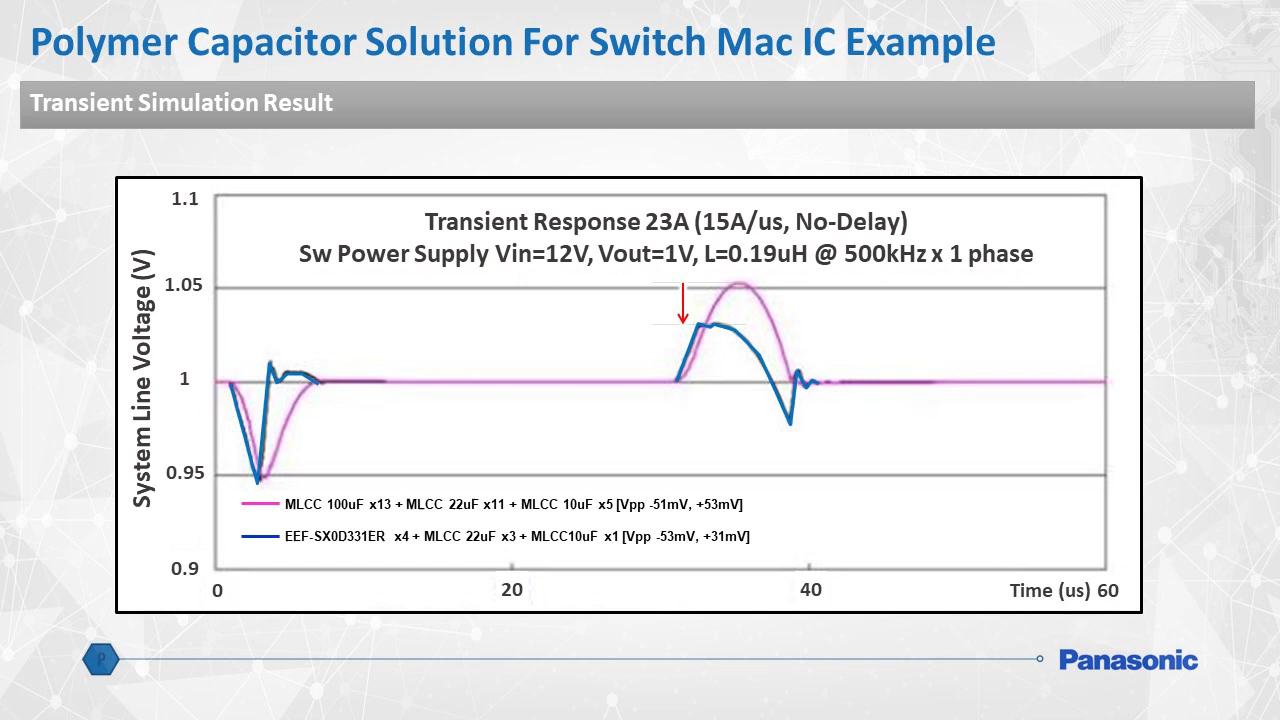 Polymer Capacitor Solution For Switch Mac IC Example
Transient Simulation Result
1.1
Transient Response 23A (15A/us, No-Delay)
Sw Power Supply Vin=12V, Vout=1V, L=0.19uH @ 500kHz x 1 phase
System Line Voltage (V)
1.05
1
0.95
MLCC 100uF x13 + MLCC 22uF x11 + MLCC 10uF x5 [Vpp -51mV, +53mV]
EEF-SX0D331ER x4 + MLCC 22uF x3 + MLCC10uF x1 [Vpp -53mV, +31mV]
0.9
0
20
40
Time (us) 60
P
Panasonic